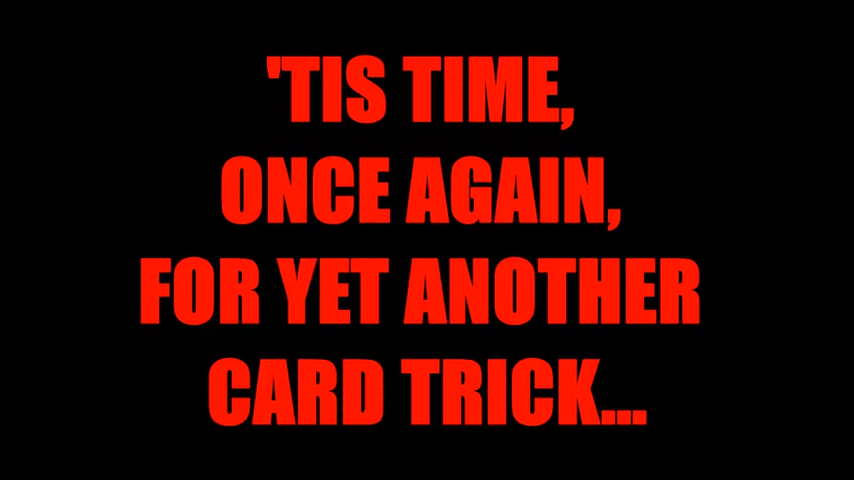 'TIS TIME,
ONCE AGAIN,
FOR YET ANOTHER
CARD TRICK...